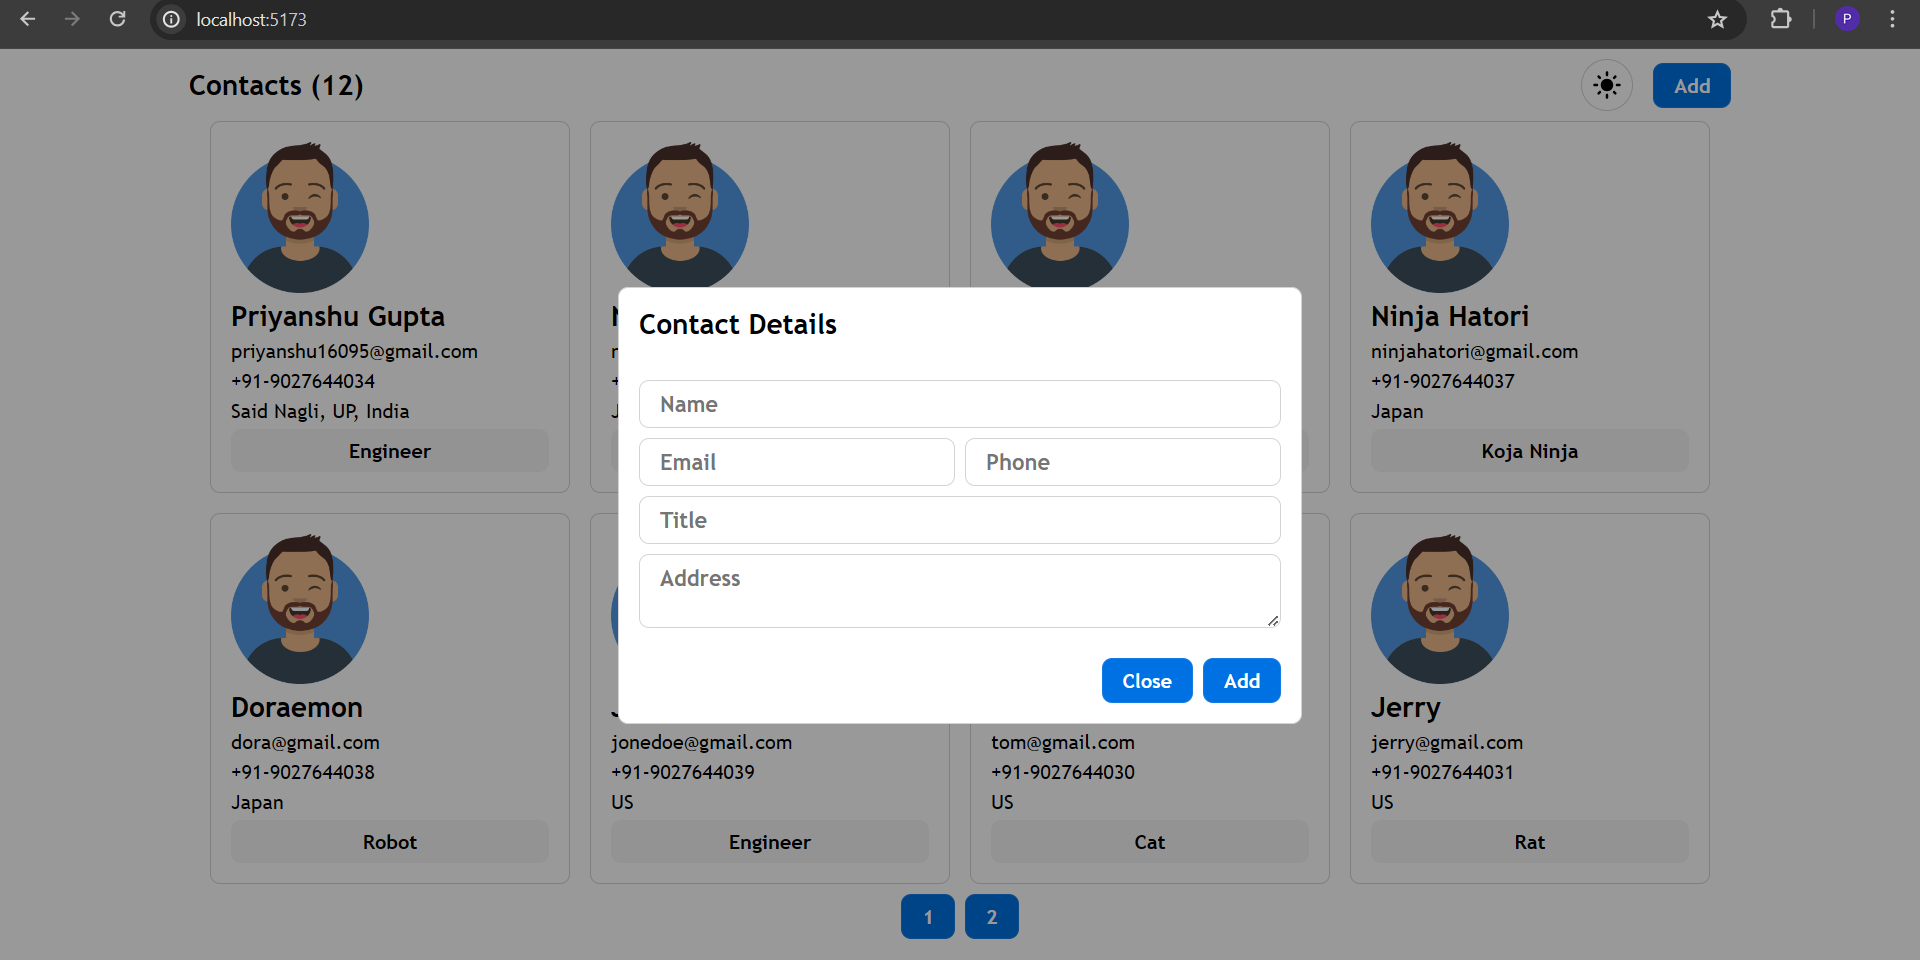 localhost:5173
P
Contacts (12)
Add
Priyanshu Gupta
priyanshu16095@gmail.com
+91-9027644034
Said Nagli, UP, India
Engineer
Ninja Hatori
ninjahatori@gmail.com
+91-9027644037
Japan
Koja Ninja
Contact Details
Name
Email
Phone
Title
Address
Close
Add
Doraemon
dora@gmail.com
+91-9027644038
Japan
Robot
jonedoe@gmail.com
+91-9027644039
US
Engineer
tom@gmail.com
+91-9027644030
US
Cat
Jerry
jerry@gmail.com
+91-9027644031
US
Rat
1
2